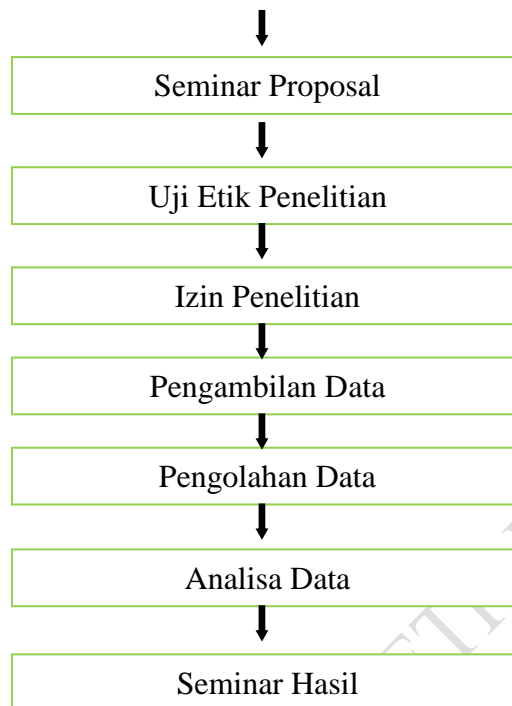 Seminar Proposal
Uji Etik Penelitian
Izin Penelitian
Pengambilan Data
Pengolahan Data
Analisa Data
Seminar Hasil